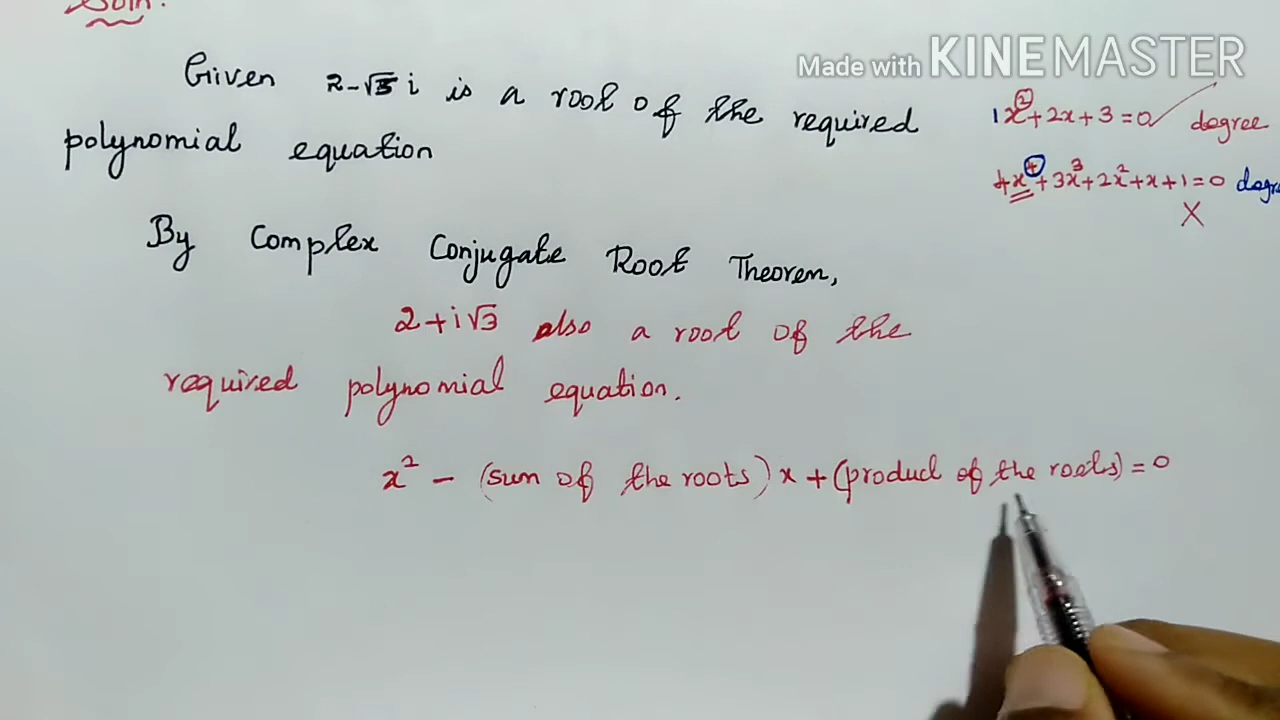 Soln:
Made with KINEMASTER
Given 2-√3 i is a root of the required
polynomial equation
1x²+2x+3=0✓ degree
4x⁴+3x³+2x²+x+1=0 degre
X
By Complex Conjugate Root Theorem,
2+i√3 also a root of the
required polynomial equation.
x² - (sum of the roots)x+(product of the roots)=0